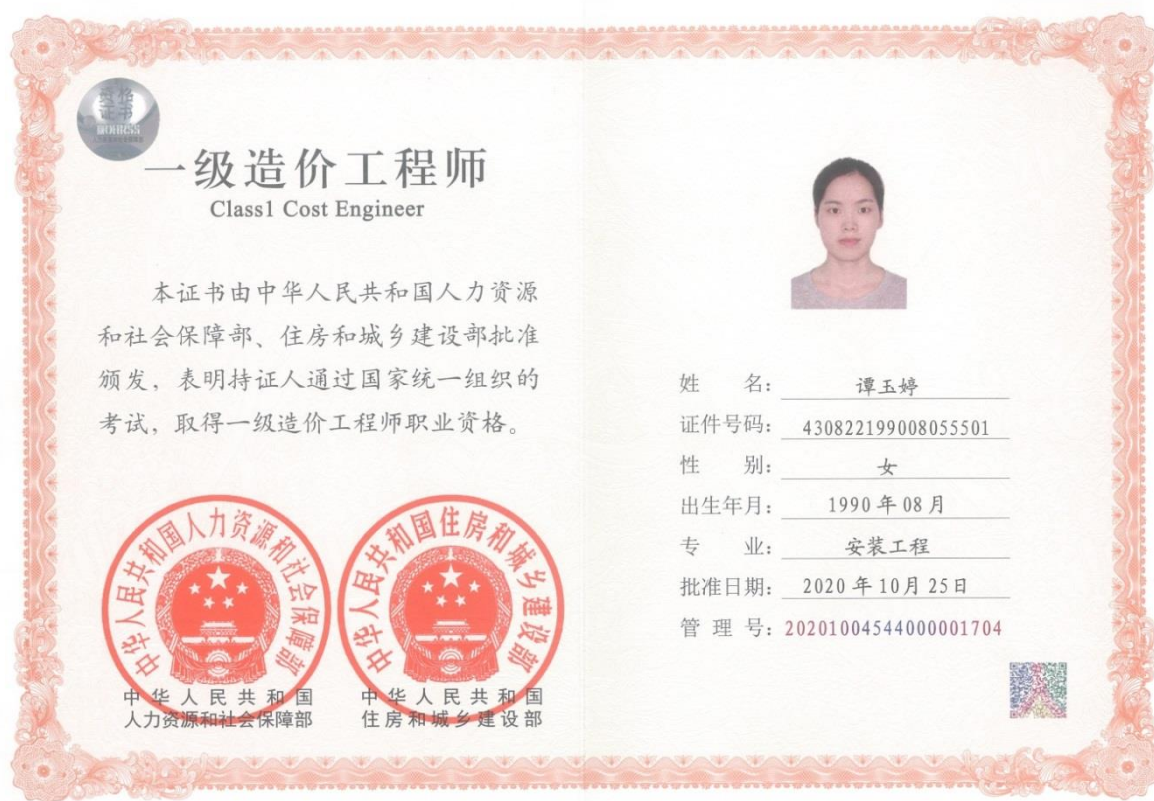 资格
证书
MOHRSS
一级造价工程师
Class1 Cost Engineer
本证书由中华人民共和国人力资源
和社会保障部、住房和城乡建设部批准
颁发，表明持证人通过国家统一组织的
考试，取得一级造价工程师职业资格。
中华人民共和国人力资源和社会保障部
中华人民共和国住房和城乡建设部
中华人民共和国
人力资源和社会保障部
中华人民共和国
住房和城乡建设部
姓 名：谭玉婷
证件号码：430822199008055501
性 别：女
出生年月：1990年08月
专 业：安装工程
批准日期：2020年10月25日
管 理 号：20201004544000001704